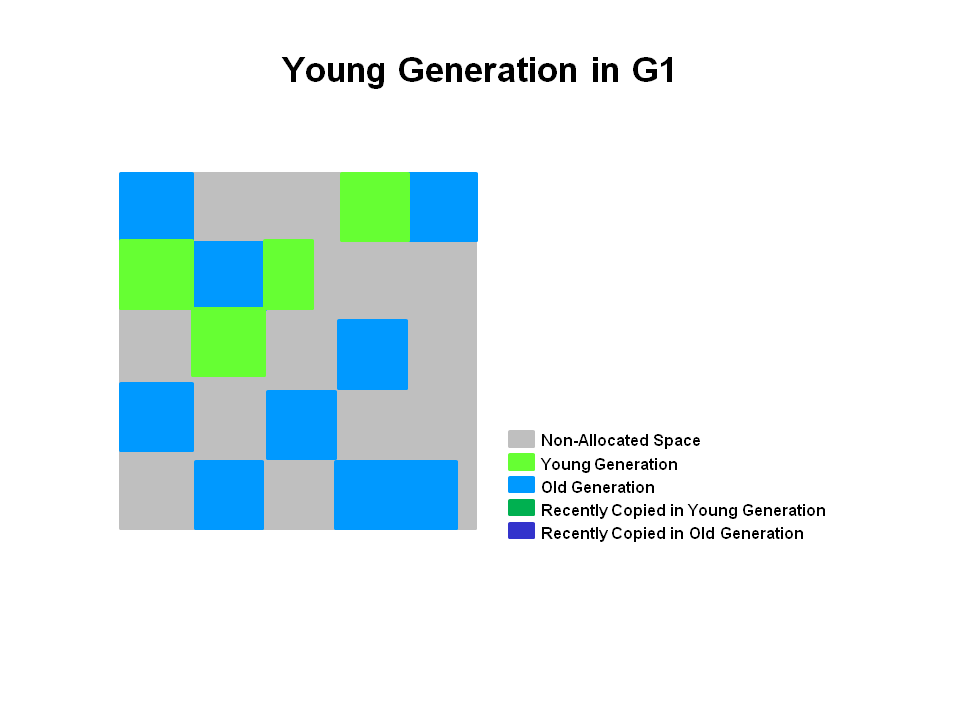 Young Generation in G1
Non-Allocated Space
Young Generation
Old Generation
Recently Copied in Young Generation
Recently Copied in Old Generation